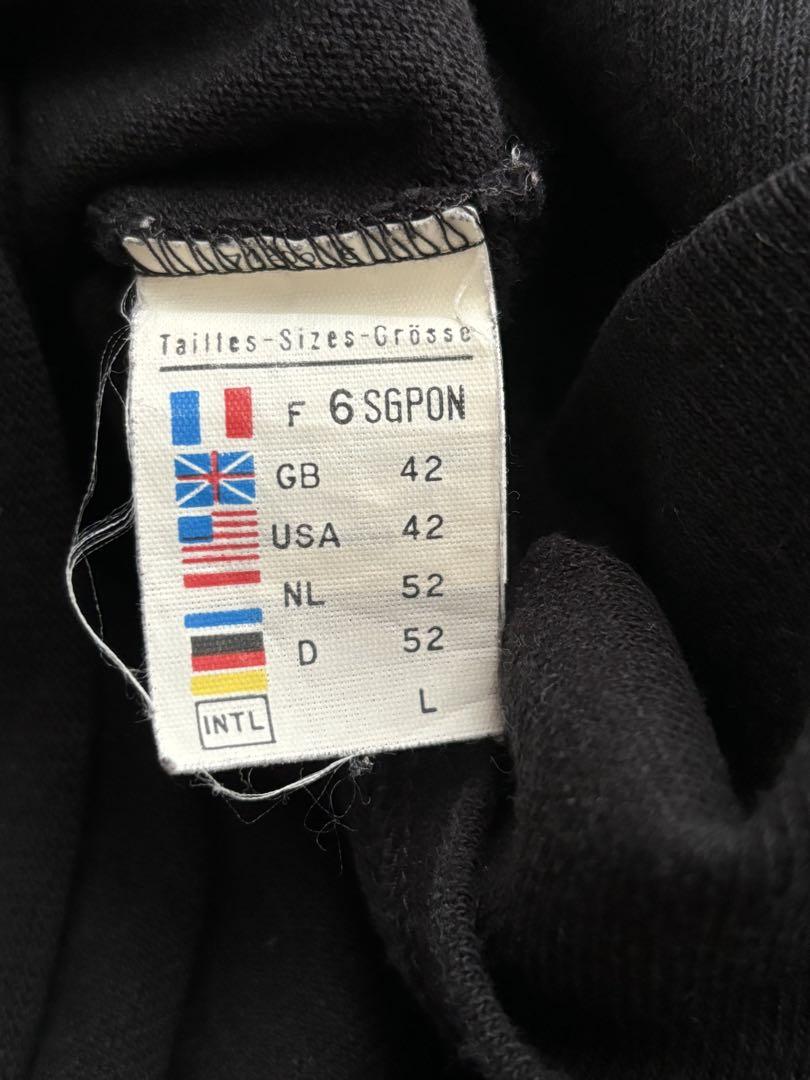 Tailles-Sizes-Grösse
F 6 SGPON
GB 42
USA 42
NL 52
D 52
INTL L